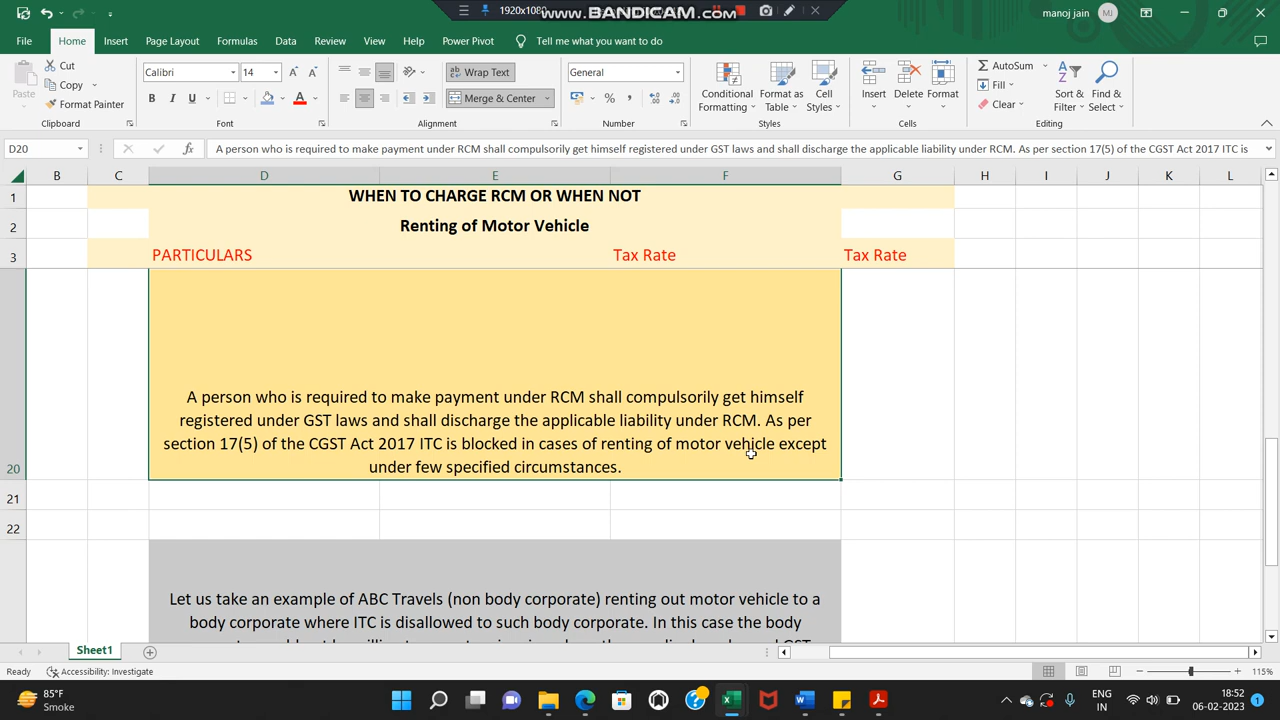 1920x1080
www.BANDICAM.com
manoj jain
MJ
File Home Insert Page Layout Formulas Data Review View Help Power Pivot Tell me what you want to do
Paste
Cut
Copy
Format Painter
Clipboard
Calibri 14
B I U
Font
Wrap Text
Merge & Center
Alignment
General
Number
Conditional Formatting
Format as Table
Cell Styles
Styles
Insert Delete Format
Cells
AutoSum
Fill
Clear
Sort & Filter
Find & Select
Editing
D20
fx
A person who is required to make payment under RCM shall compulsorily get himself registered under GST laws and shall discharge the applicable liability under RCM. As per section 17(5) of the CGST Act 2017 ITC is
B C D E F G H I J K L
1 WHEN TO CHARGE RCM OR WHEN NOT
2 Renting of Motor Vehicle
3 PARTICULARS Tax Rate Tax Rate
A person who is required to make payment under RCM shall compulsorily get himself
registered under GST laws and shall discharge the applicable liability under RCM. As per
section 17(5) of the CGST Act 2017 ITC is blocked in cases of renting of motor vehicle except
20 under few specified circumstances.
21
22
Let us take an example of ABC Travels (non body corporate) renting out motor vehicle to a
body corporate where ITC is disallowed to such body corporate. In this case the body
Sheet1
Ready Accessibility: Investigate 115%
85°F
Smoke
ENG
IN
18:52
06-02-2023